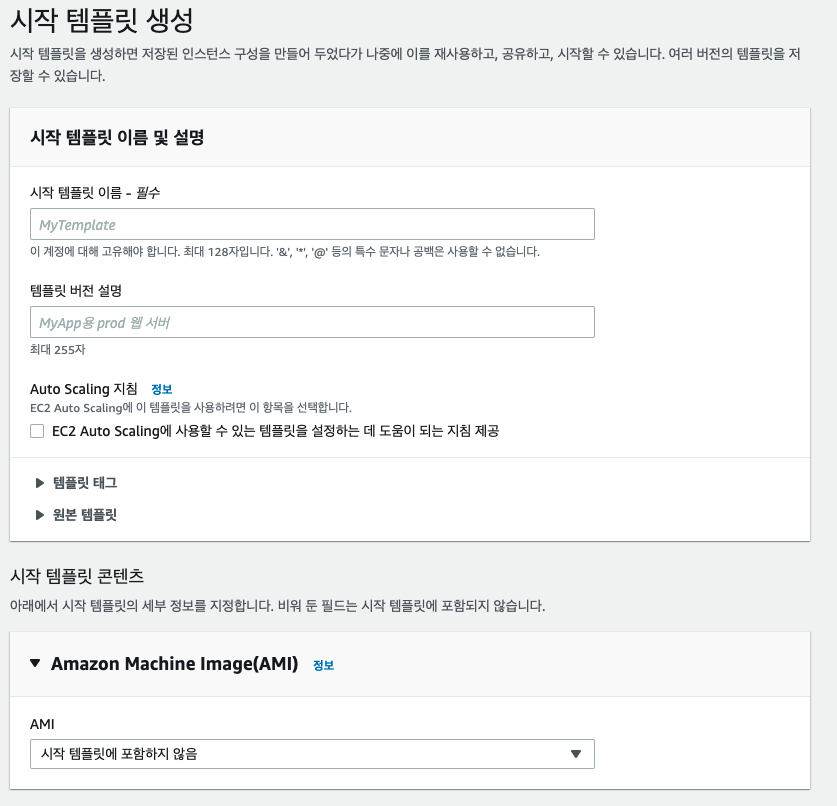 시작 템플릿 생성
시작 템플릿을 생성하면 저장된 인스턴스 구성을 만들어 두었다가 나중에 이를 재사용하고, 공유하고, 시작할 수 있습니다. 여러 버전의 템플릿을 저
장할 수 있습니다.
시작 템플릿 이름 및 설명
시작 템플릿 이름 - 필수
MyTemplate
이 계정에 대해 고유해야 합니다. 최대 128자입니다. '&', '*', '@' 등의 특수 문자나 공백은 사용할 수 없습니다.
템플릿 버전 설명
MyApp용 prod 웹 서버
최대 255자
Auto Scaling 지침 정보
EC2 Auto Scaling에 이 템플릿을 사용하려면 이 항목을 선택합니다.
EC2 Auto Scaling에 사용할 수 있는 템플릿을 설정하는 데 도움이 되는 지침 제공
템플릿 태그
원본 템플릿
시작 템플릿 콘텐츠
아래에서 시작 템플릿의 세부 정보를 지정합니다. 비워 둔 필드는 시작 템플릿에 포함되지 않습니다.
Amazon Machine Image(AMI) 정보
AMI
시작 템플릿에 포함하지 않음